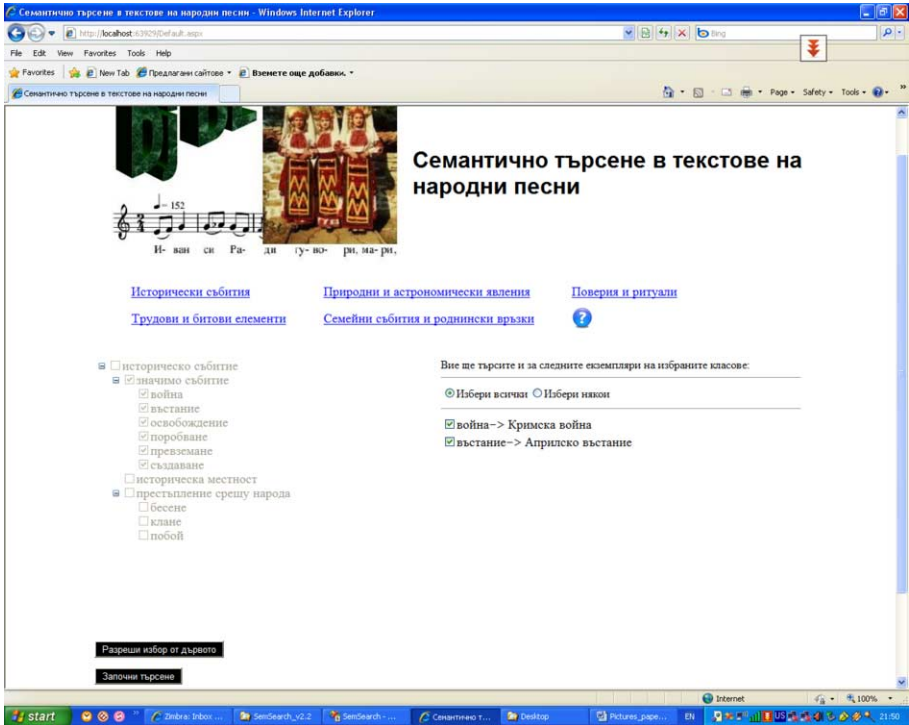 Семантично търсене в текстове на народни песни - Windows Internet Explorer
http://localhost:63929/Default.aspx
Bing
File Edit View Favorites Tools Help
Favorites New Tab Предлагани сайтове Вземете още добавки.
Семантично търсене в текстове на народни песни
Page Safety Tools
Семантично търсене в текстове на
народни песни
152
И- ван си Ра- ди гу- во- ри, ма- ри,
Исторически събития Природни и астрономически явления Поверия и ритуали
Трудови и битови елементи Семейни събития и роднински връзки ?
историческо събитие
значимо събитие
война
въстание
освобождение
поробване
превземане
създаване
историческа местност
престъпление срещу народа
бесене
клане
побой
Вие ще търсите и за следните екземпляри на избраните класове:
Избери всички Избери някои
война-> Кримска война
въстание-> Априлско въстание
Разреши избор от дървото
Започни търсене
Internet 100%
start Zimbra: Inbox ... SemSearch_v2.2 SemSearch - ... Семантично т... Desktop Pictures_pape... EN US 21:50